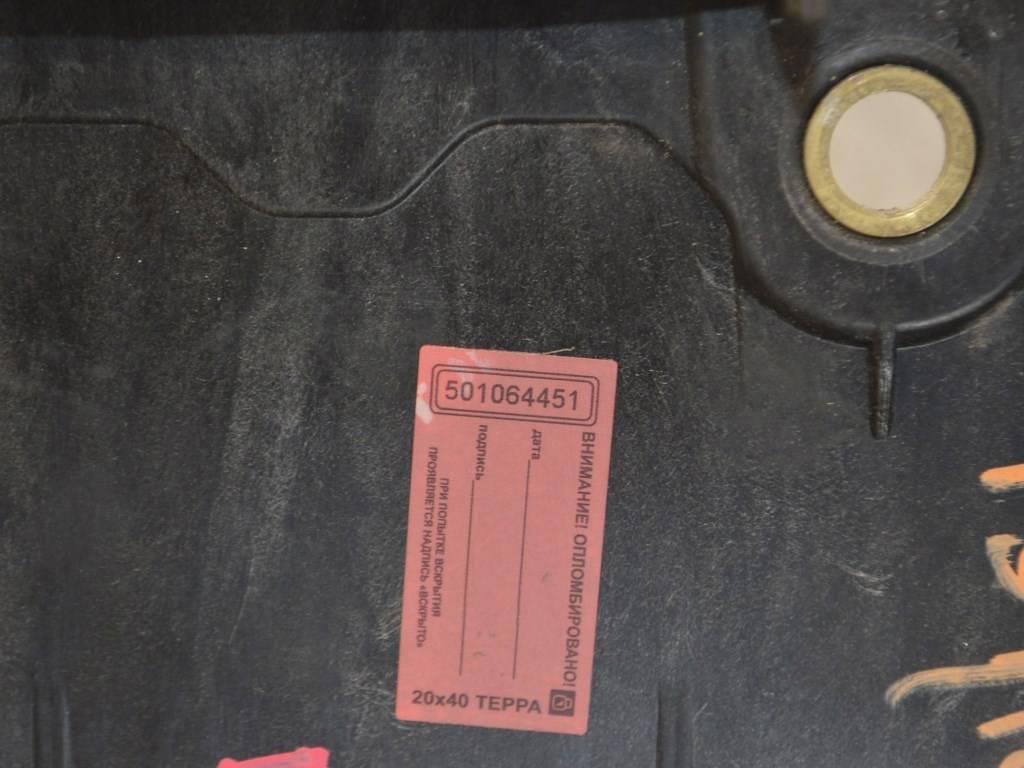 501064451
ВНИМАНИЕ! ОПЛОМБИРОВАНО!
дата
подпись
ПРИ ПОПЫТКЕ ВСКРЫТИЯ
ПРОЯВЛЯЕТСЯ НАДПИСЬ «ВСКРЫТО»
20х40 ТЕРРА